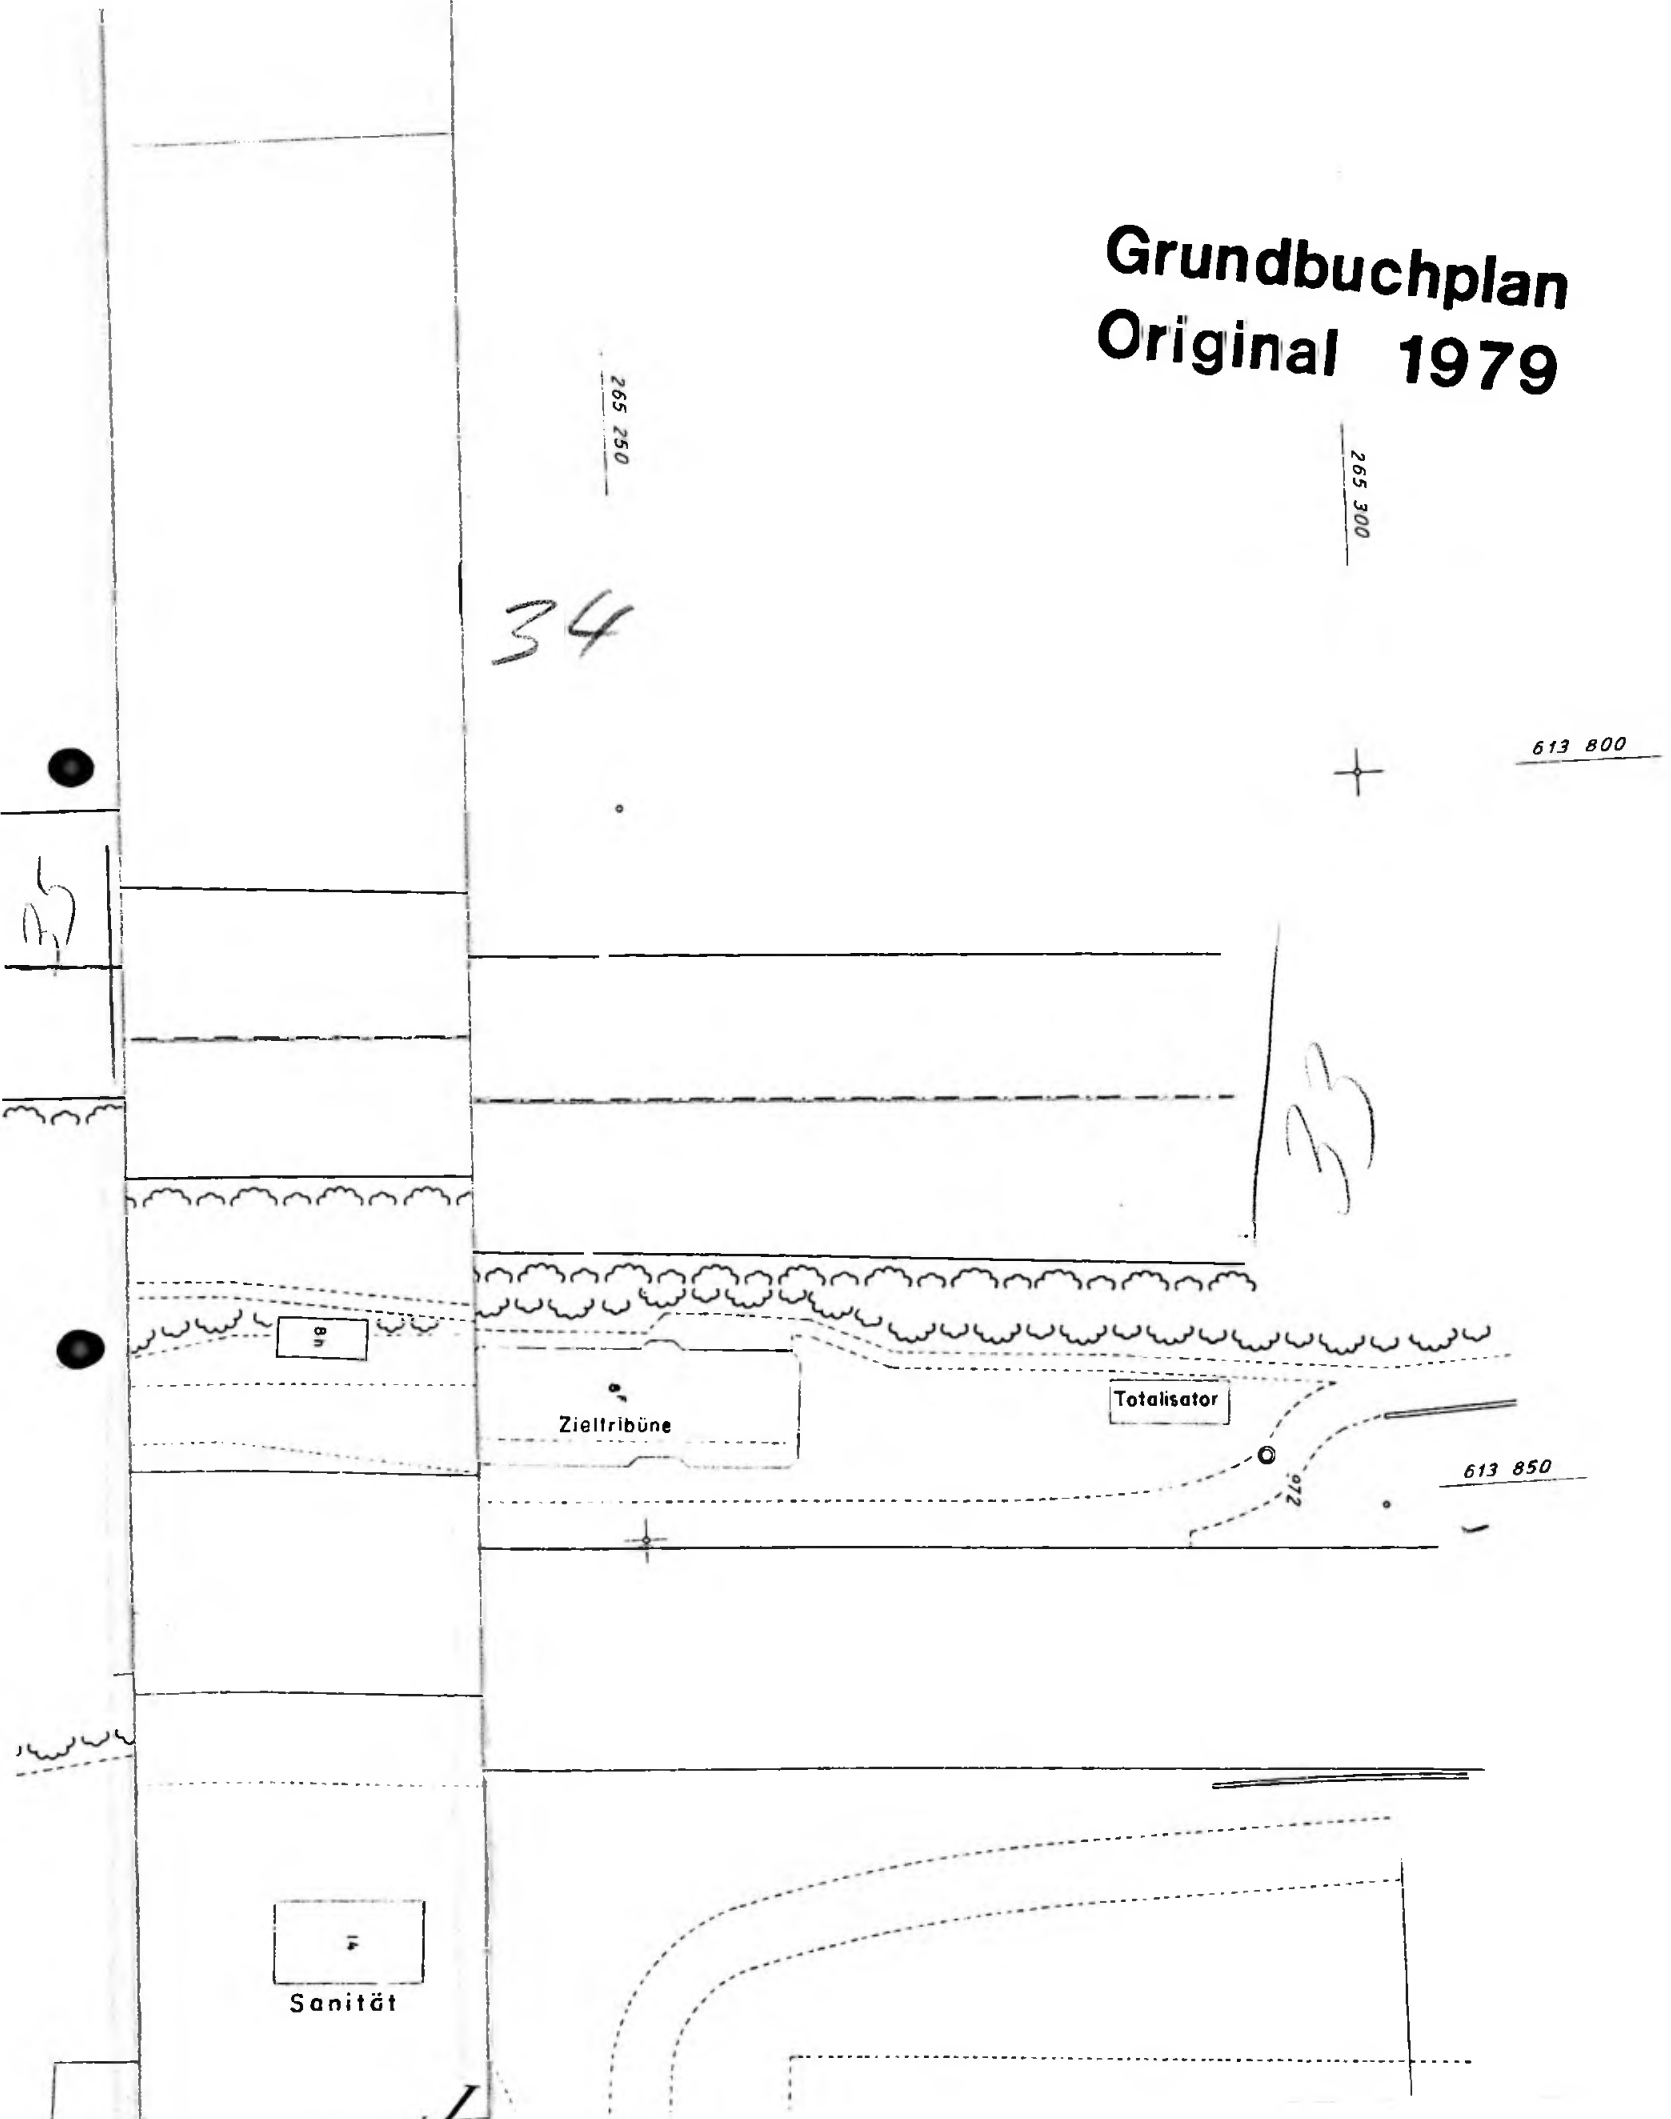 Grundbuchplan
Original 1979
265 250
265 300
34
613 800
35
33
8h
Totalisator
Zieltribüne
613 850
972
Sanität